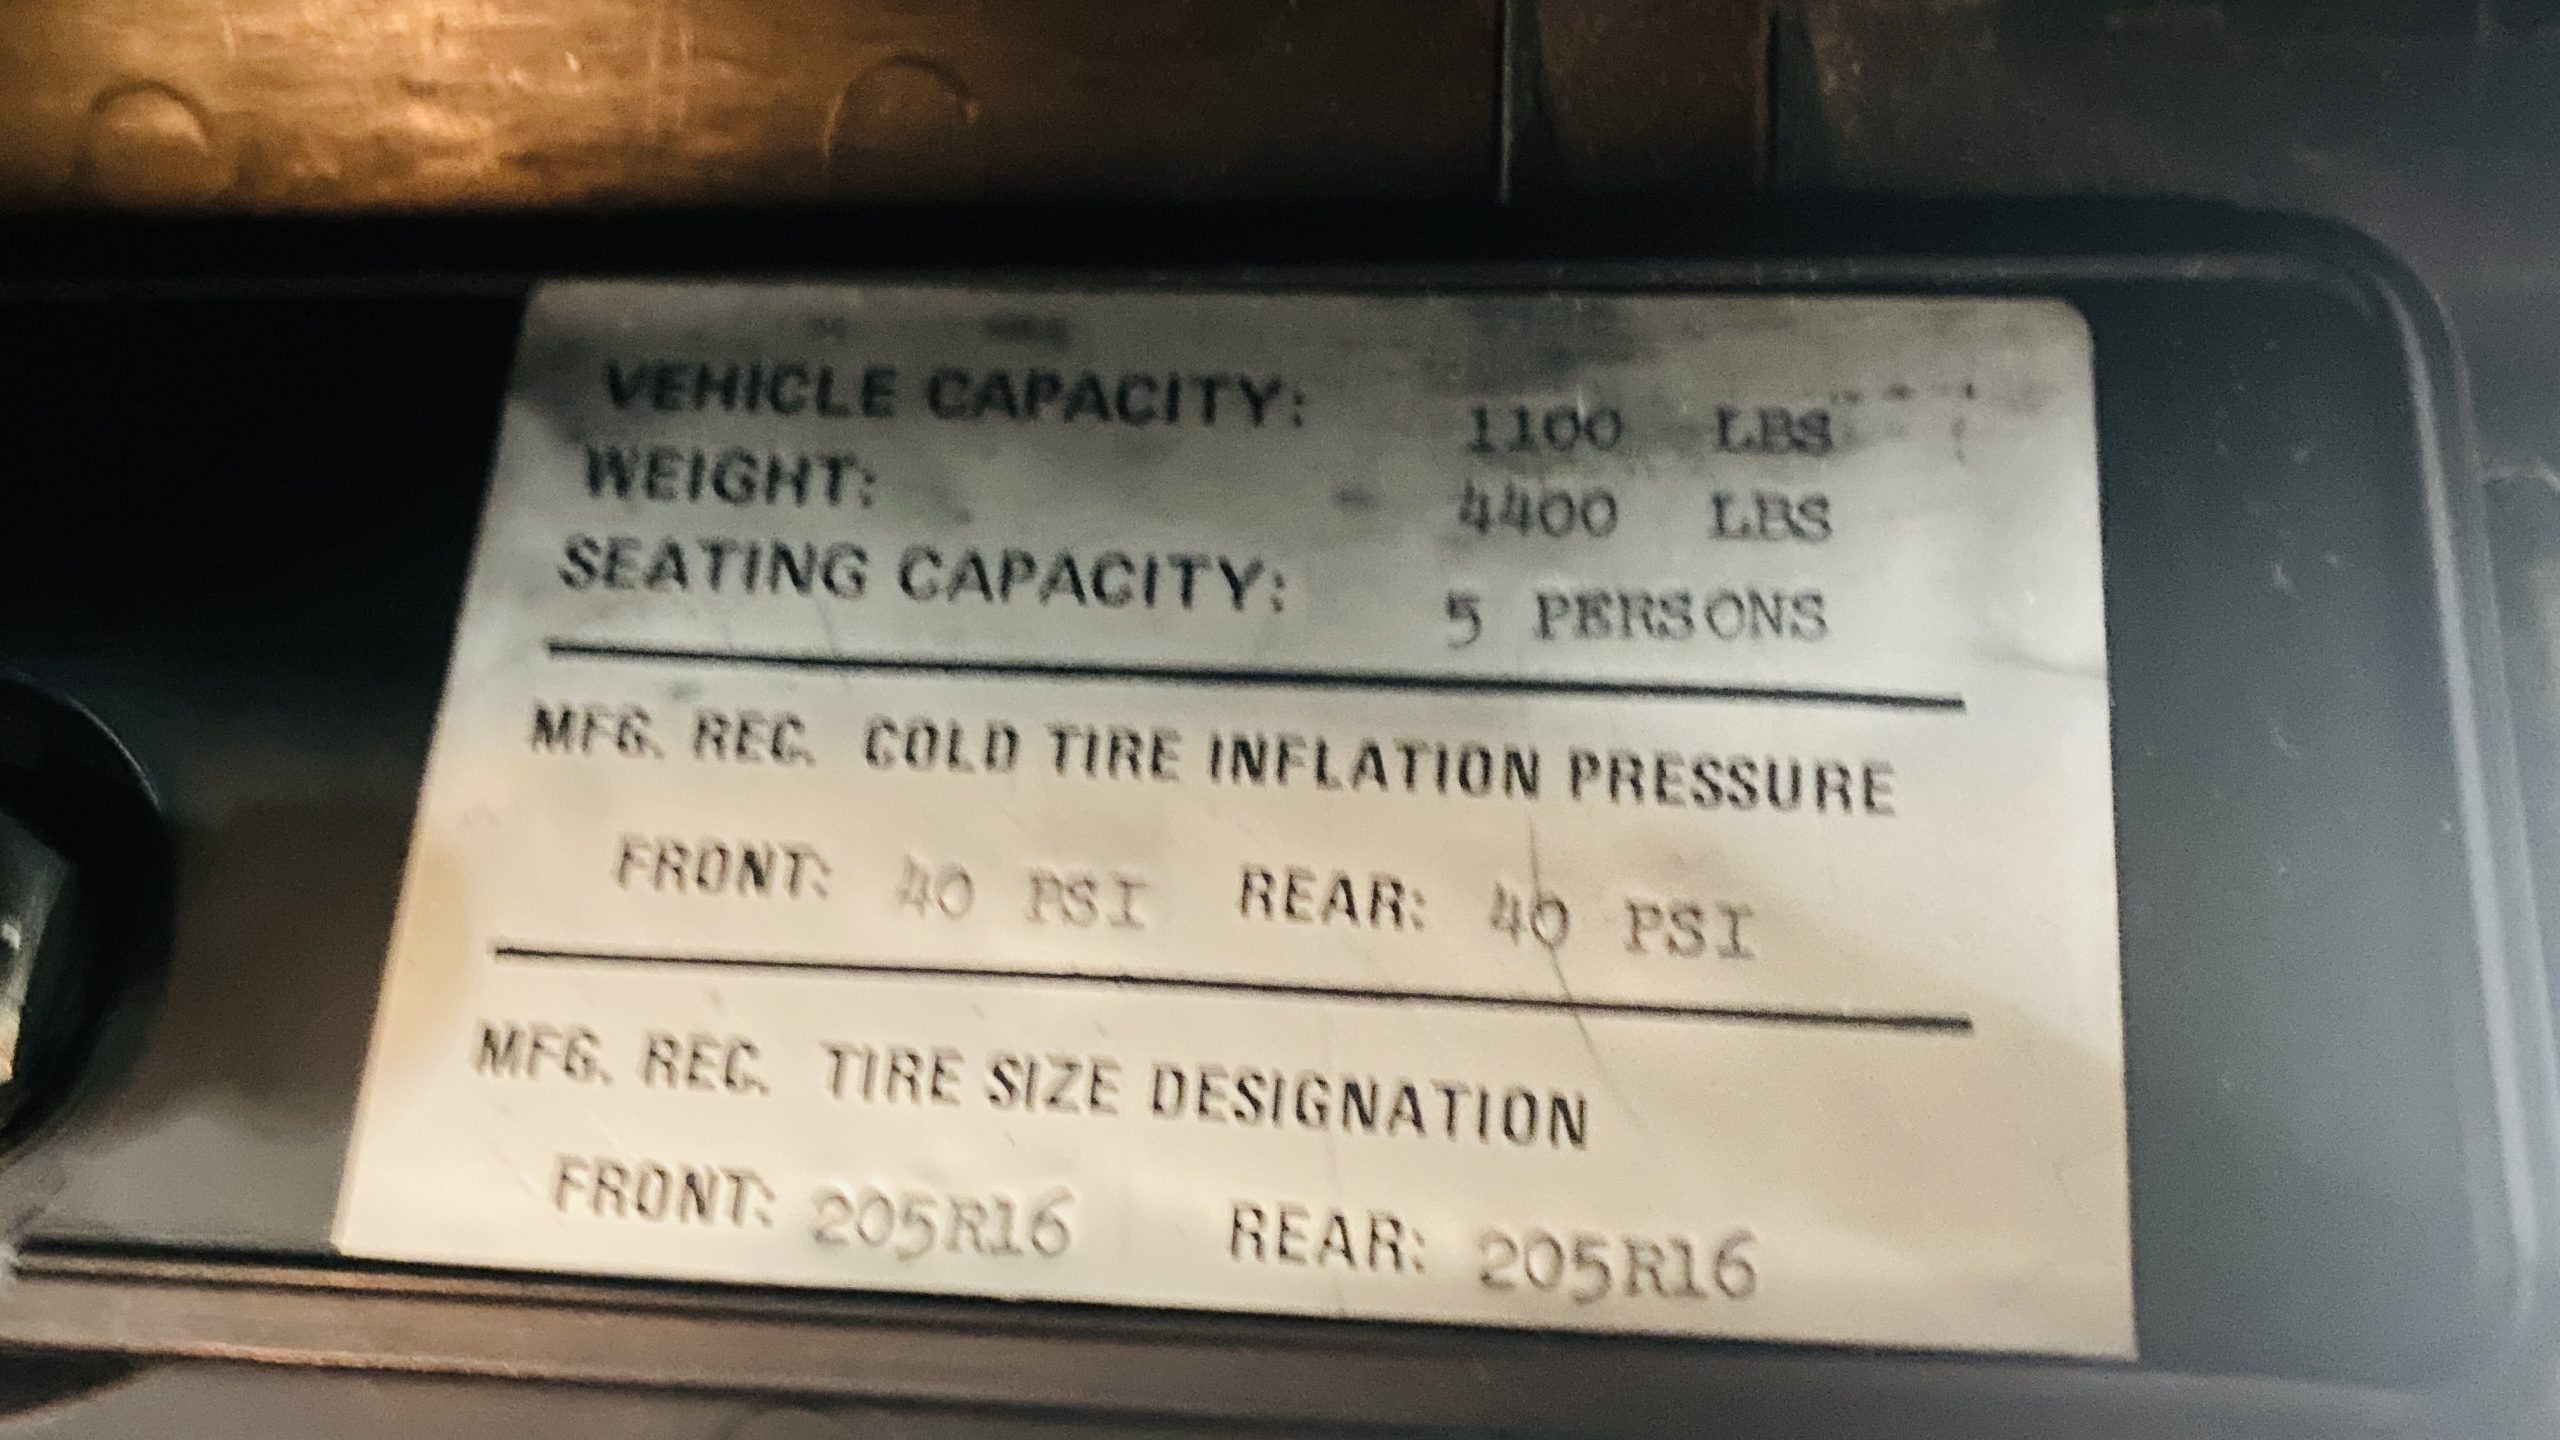 VEHICLE CAPACITY: 1100 LBS
WEIGHT: 4400 LBS
SEATING CAPACITY: 5 PERSONS
MFG. REC. COLD TIRE INFLATION PRESSURE
FRONT: 40 PSI REAR: 40 PSI
MFG. REC. TIRE SIZE DESIGNATION
FRONT: 205R16 REAR: 205R16